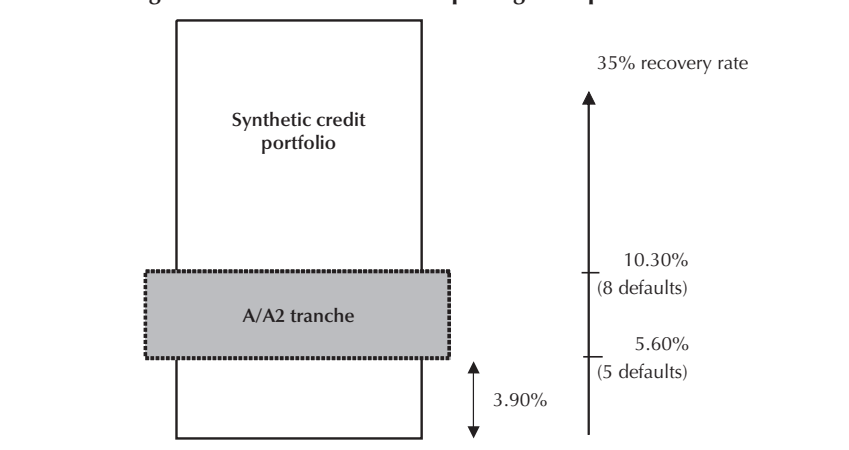 35% recovery rate
Synthetic credit
portfolio
10.30%
(8 defaults)
A/A2 tranche
5.60%
(5 defaults)
3.90%